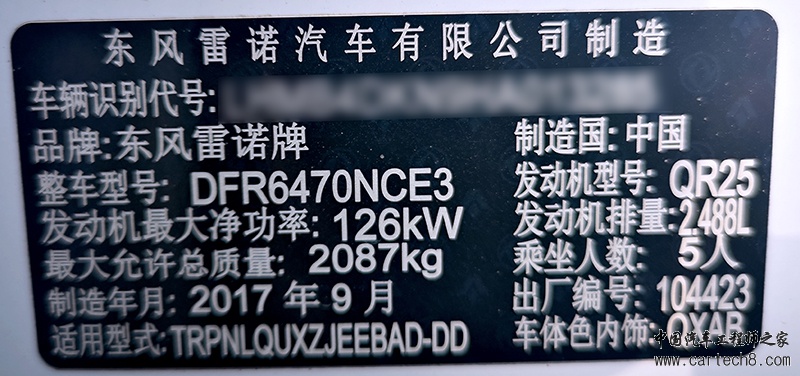 东风雷诺汽车有限公司制造
车辆识别代号:
品牌:东风雷诺牌 制造国:中国
整车型号: DFR6470NCE3 发动机型号: QR25
发动机最大净功率: 126kW 发动机排量: 2.488L
最大允许总质量: 2087kg 乘坐人数: 5人
制造年月: 2017 年 9 月 出厂编号: 104423
适用型式: TRPNLQUXZJEEBAD-DD 车体色内饰:
中国汽车工程师之家
www.cartech8.com